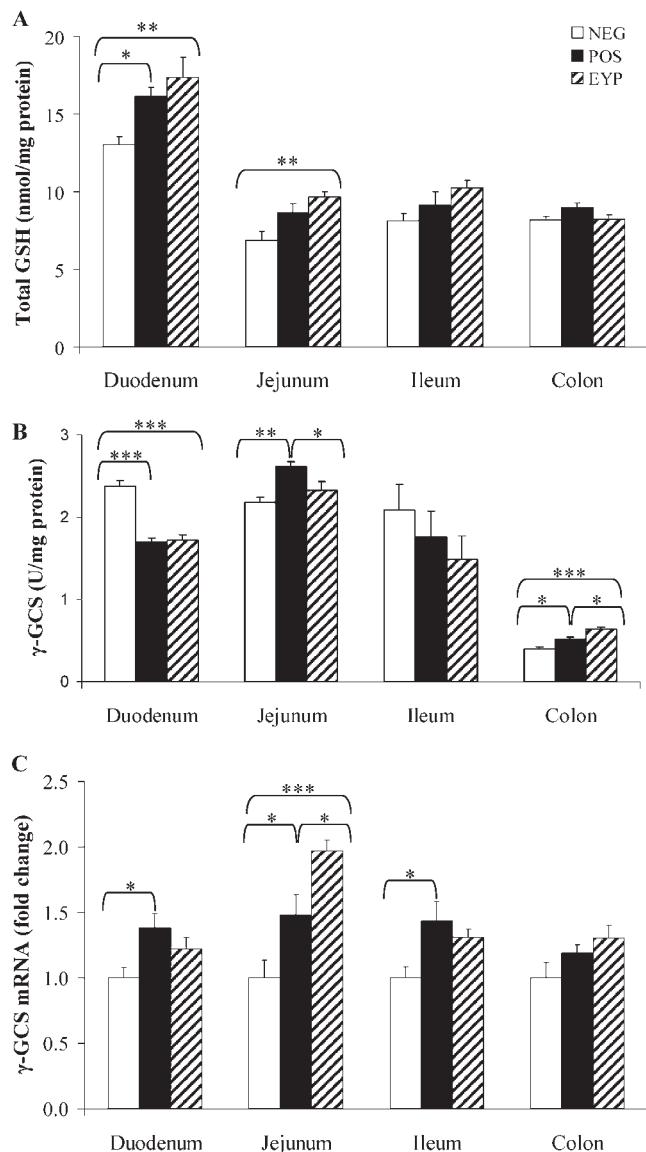 A
Total GSH (nmol/mg protein)
20
15
10
5
0
NEG
POS
EYP
**
*
**
Duodenum Jejunum Ileum Colon
B
γ-GCS (U/mg protein)
3
2
1
0
***
***
** *
***
* *
Duodenum Jejunum Ileum Colon
C
γ-GCS mRNA (fold change)
2.5
2.0
1.5
1.0
0.5
0.0
*
***
* *
*
Duodenum Jejunum Ileum Colon